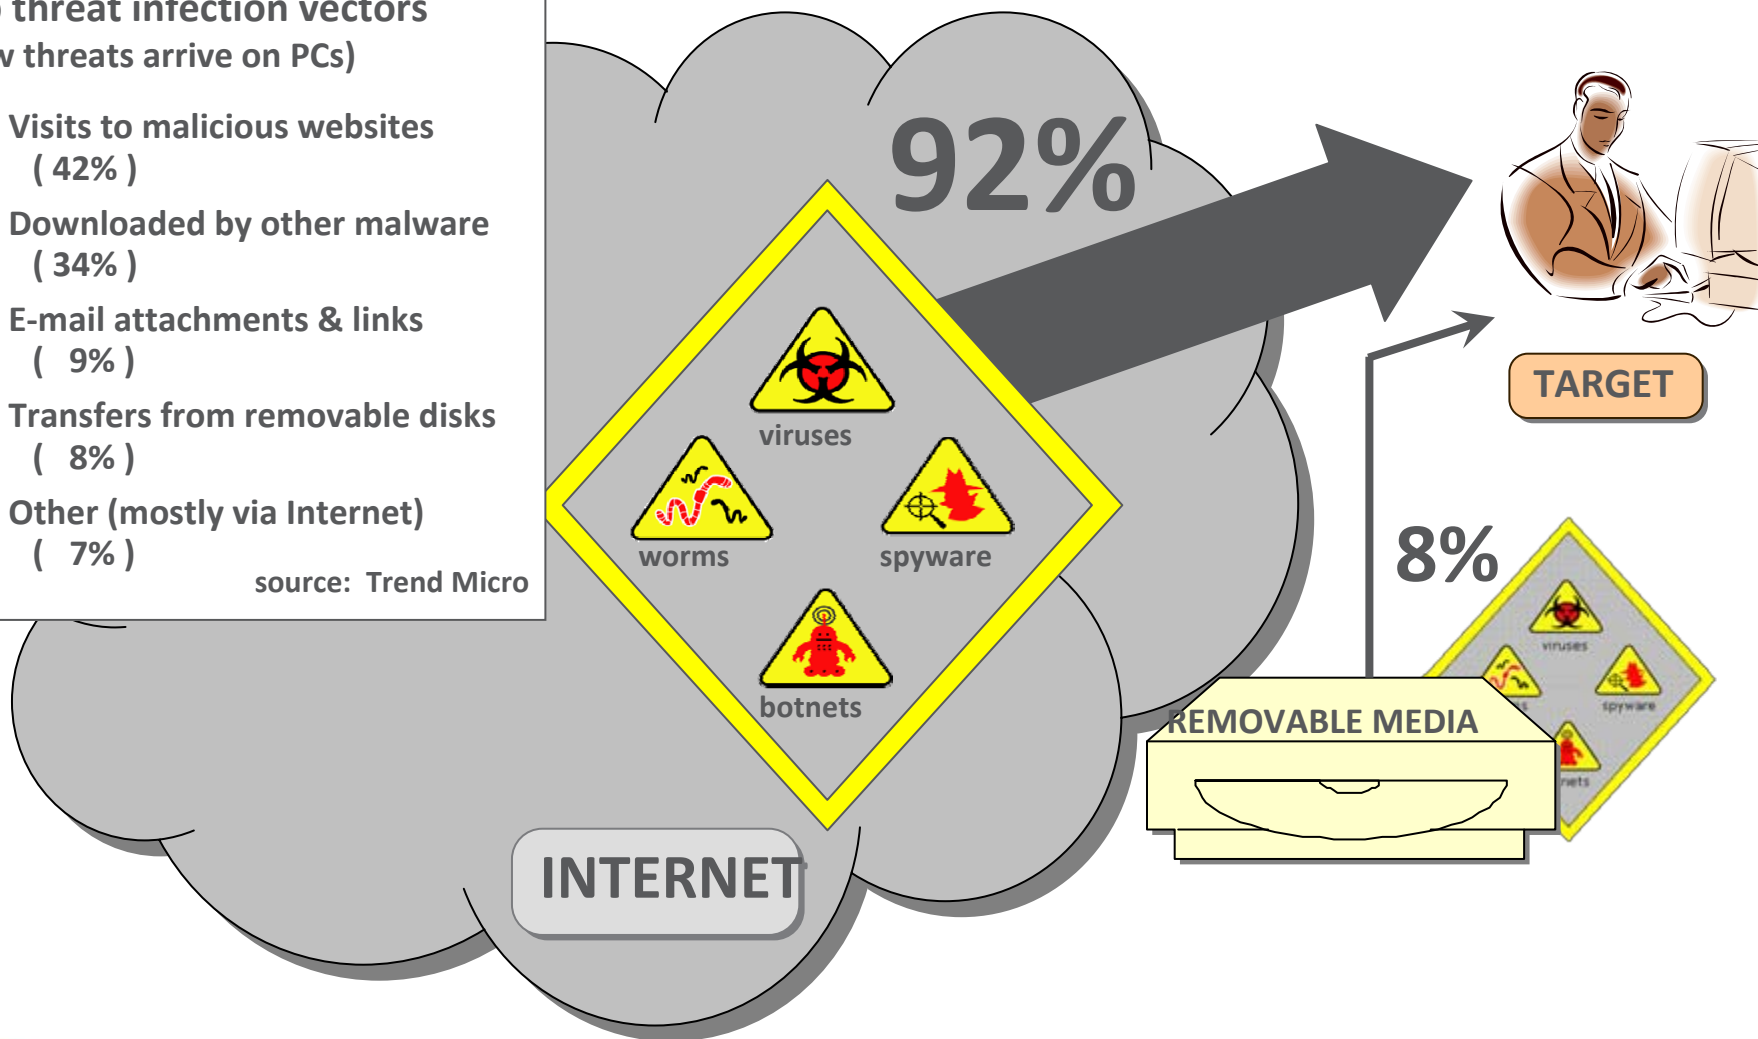 threat infection vectors
threats arrive on PCs)
Visits to malicious websites
( 42% )
Downloaded by other malware
( 34% )
E-mail attachments & links
( 9% )
Transfers from removable disks
( 8% )
Other (mostly via Internet)
( 7% )
source: Trend Micro
92%
viruses
worms
spyware
botnets
INTERNET
TARGET
8%
viruses
spyware
REMOVABLE MEDIA